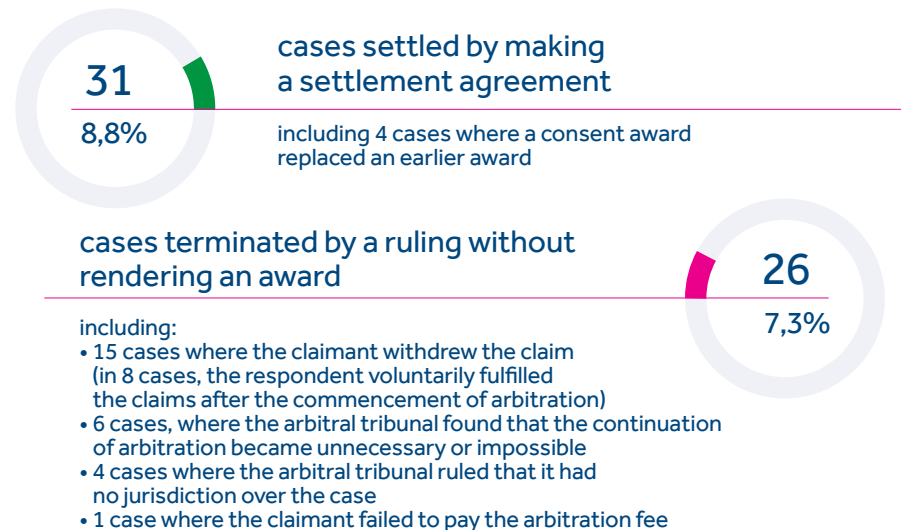 31
8,8%
cases settled by making
a settlement agreement
including 4 cases where a consent award
replaced an earlier award
cases terminated by a ruling without
rendering an award
26
7,3%
including:
• 15 cases where the claimant withdrew the claim
(in 8 cases, the respondent voluntarily fulfilled
the claims after the commencement of arbitration)
• 6 cases, where the arbitral tribunal found that the continuation
of arbitration became unnecessary or impossible
• 4 cases where the arbitral tribunal ruled that it had
no jurisdiction over the case
• 1 case where the claimant failed to pay the arbitration fee